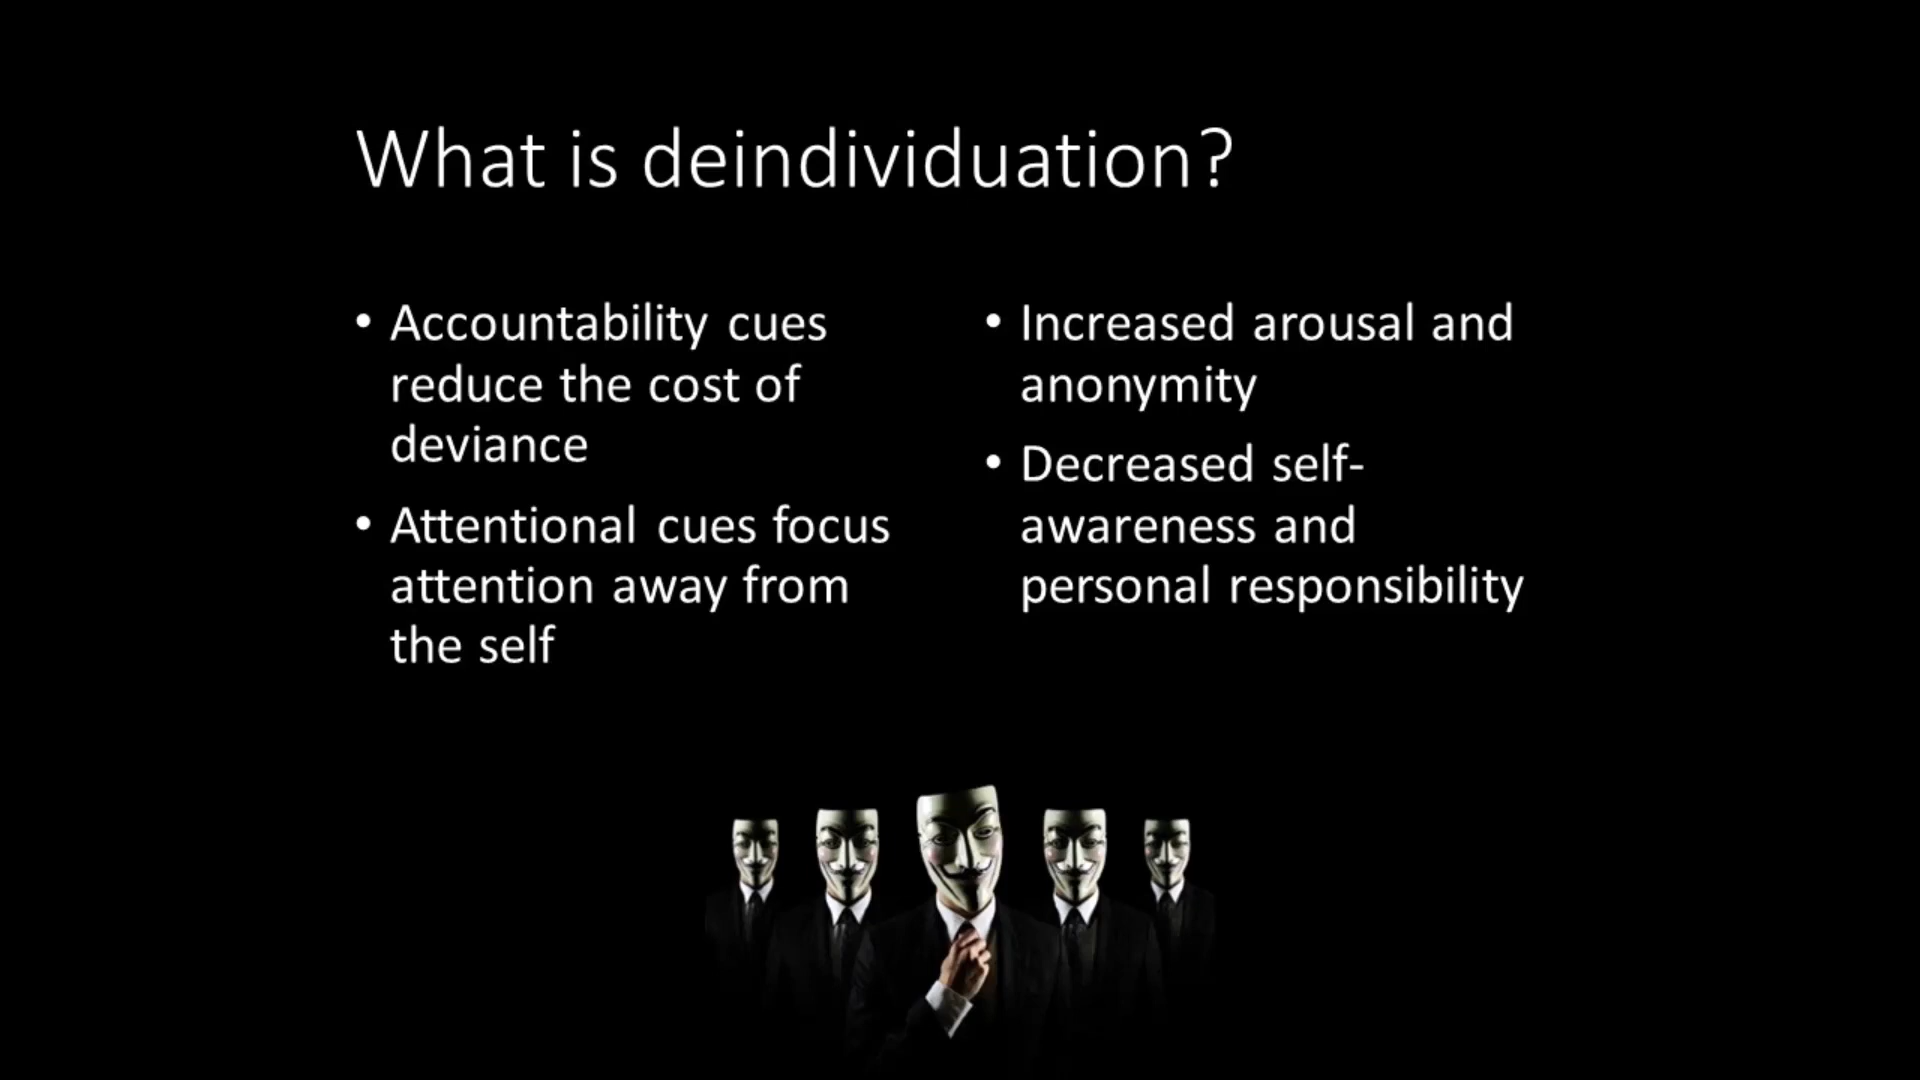 What is deindividuation?
• Accountability cues
reduce the cost of
deviance
• Attentional cues focus
attention away from
the self
• Increased arousal and
anonymity
• Decreased self-
awareness and
personal responsibility